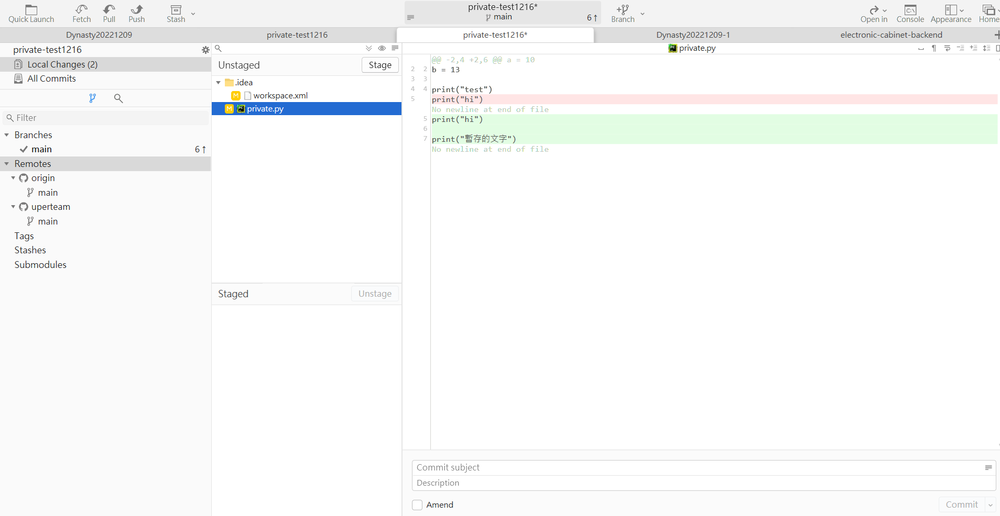 Quick Launch
Fetch
Pull
Push
Stash
private-test1216*
main
6↑
Branch
Open in
Console
Appearance
Home
Dynasty20221209
private-test1216
private-test1216*
Dynasty20221209-1
electronic-cabinet-backend
private-test1216
Local Changes (2)
All Commits
Filter
Branches
main 6↑
Remotes
origin
main
uperteam
main
Tags
Stashes
Submodules
Unstaged Stage
.idea
M workspace.xml
M private.py
Staged Unstage
private.py
@@ -2,4 +2,6 @@ a = 10
2 2 b = 13
3 3
4 4 print("test")
5 print("hi")
No newline at end of file
5 print("hi")
6
7 print("暫存的文字")
No newline at end of file
Commit subject
Description
Amend
Commit